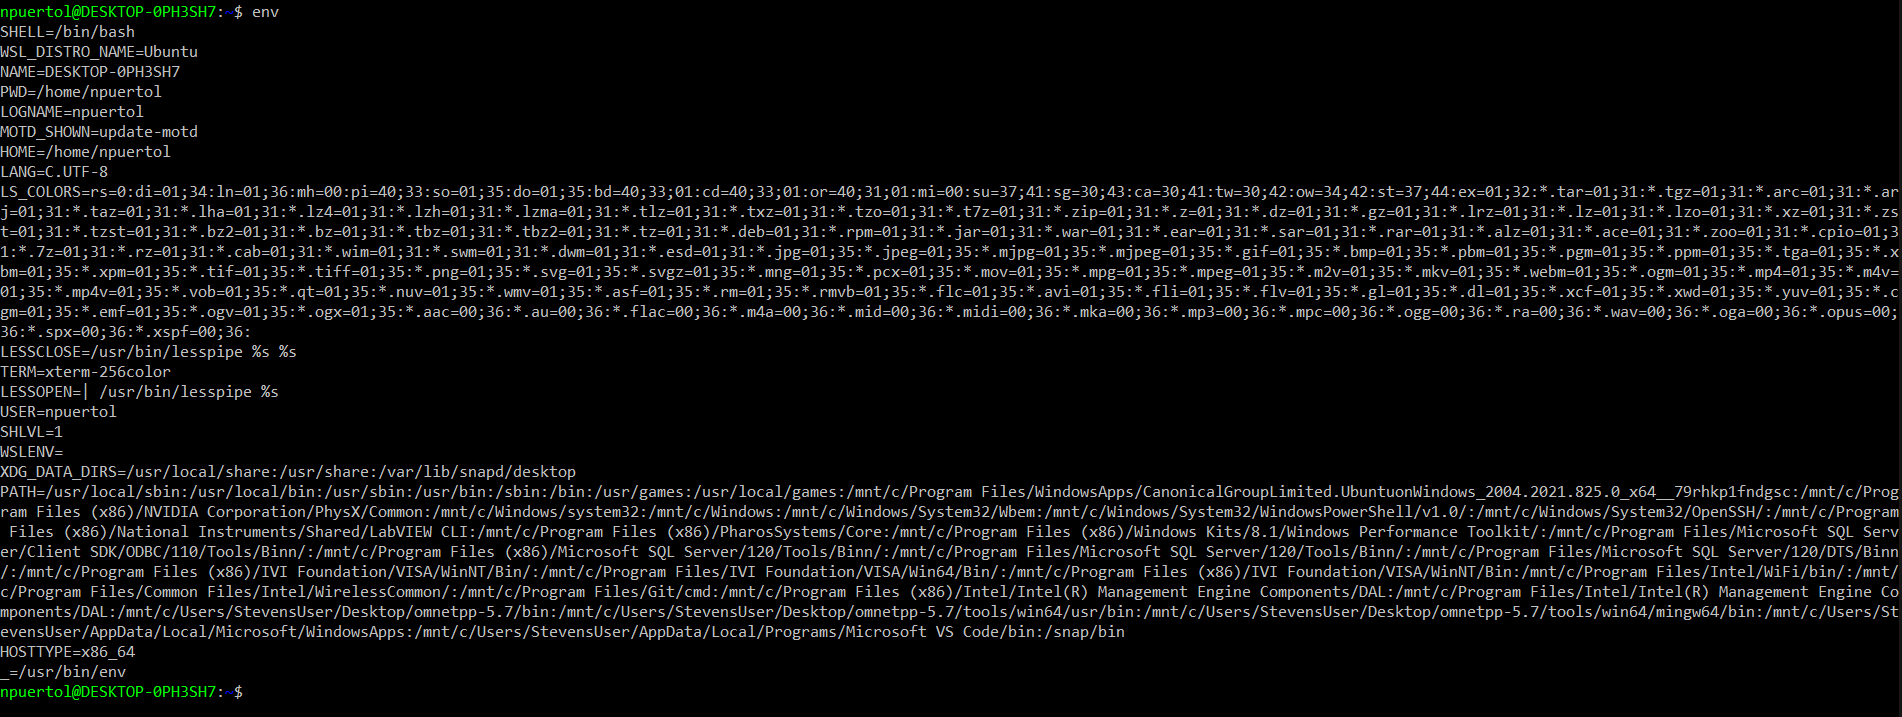 npuertol@DESKTOP-0PH3SH7:~$ env
SHELL=/bin/bash
WSL_DISTRO_NAME=Ubuntu
NAME=DESKTOP-0PH3SH7
PWD=/home/npuertol
LOGNAME=npuertol
MOTD_SHOWN=update-motd
HOME=/home/npuertol
LANG=C.UTF-8
LS_COLORS=rs=0:di=01;34:ln=01;36:mh=00:pi=40;33:so=01;35:do=01;35:bd=40;33;01:cd=40;33;01:or=40;31;01:mi=00:su=37;41:sg=30;43:ca=30;41:tw=30;42:ow=34;42:st=37;44:ex=01;32:*.tar=01;31:*.tgz=01;31:*.arc=01;31:*.ar
j=01;31:*.taz=01;31:*.lha=01;31:*.lz4=01;31:*.lzh=01;31:*.lzma=01;31:*.tlz=01;31:*.txz=01;31:*.tzo=01;31:*.t7z=01;31:*.zip=01;31:*.z=01;31:*.dz=01;31:*.gz=01;31:*.lrz=01;31:*.lz=01;31:*.lzo=01;31:*.xz=01;31:*.zs
t=01;31:*.tzst=01;31:*.bz2=01;31:*.bz=01;31:*.tbz=01;31:*.tbz2=01;31:*.tz=01;31:*.deb=01;31:*.rpm=01;31:*.jar=01;31:*.war=01;31:*.ear=01;31:*.sar=01;31:*.rar=01;31:*.alz=01;31:*.ace=01;31:*.zoo=01;31:*.cpio=01;3
1:*.7z=01;31:*.rz=01;31:*.cab=01;31:*.wim=01;31:*.swm=01;31:*.dwm=01;31:*.esd=01;31:*.jpg=01;35:*.jpeg=01;35:*.mjpg=01;35:*.mjpeg=01;35:*.gif=01;35:*.bmp=01;35:*.pbm=01;35:*.pgm=01;35:*.ppm=01;35:*.tga=01;35:*.x
bm=01;35:*.xpm=01;35:*.tif=01;35:*.tiff=01;35:*.png=01;35:*.svg=01;35:*.svgz=01;35:*.mng=01;35:*.pcx=01;35:*.mov=01;35:*.mpg=01;35:*.mpeg=01;35:*.m2v=01;35:*.mkv=01;35:*.webm=01;35:*.ogm=01;35:*.mp4=01;35:*.m4v=
01;35:*.mp4v=01;35:*.vob=01;35:*.qt=01;35:*.nuv=01;35:*.wmv=01;35:*.asf=01;35:*.rm=01;35:*.rmvb=01;35:*.flc=01;35:*.avi=01;35:*.fli=01;35:*.flv=01;35:*.gl=01;35:*.dl=01;35:*.xcf=01;35:*.xwd=01;35:*.yuv=01;35:*.c
gm=01;35:*.emf=01;35:*.ogv=01;35:*.ogx=01;35:*.aac=00;36:*.au=00;36:*.flac=00;36:*.m4a=00;36:*.mid=00;36:*.midi=00;36:*.mka=00;36:*.mp3=00;36:*.mpc=00;36:*.ogg=00;36:*.ra=00;36:*.wav=00;36:*.oga=00;36:*.opus=00;
36:*.spx=00;36:*.xspf=00;36:
LESSCLOSE=/usr/bin/lesspipe %s %s
TERM=xterm-256color
LESSOPEN=| /usr/bin/lesspipe %s
USER=npuertol
SHLVL=1
WSLENV=
XDG_DATA_DIRS=/usr/local/share:/usr/share:/var/lib/snapd/desktop
PATH=/usr/local/sbin:/usr/local/bin:/usr/sbin:/usr/bin:/sbin:/bin:/usr/games:/usr/local/games:/mnt/c/Program Files/WindowsApps/CanonicalGroupLimited.UbuntuonWindows_2004.2021.825.0_x64__79rhkp1fndgsc:/mnt/c/Prog
ram Files (x86)/NVIDIA Corporation/PhysX/Common:/mnt/c/Windows/system32:/mnt/c/Windows:/mnt/c/Windows/System32/Wbem:/mnt/c/Windows/System32/WindowsPowerShell/v1.0/:/mnt/c/Windows/System32/OpenSSH/:/mnt/c/Program
 Files (x86)/National Instruments/Shared/LabVIEW CLI:/mnt/c/Program Files (x86)/PharosSystems/Core:/mnt/c/Program Files (x86)/Windows Kits/8.1/Windows Performance Toolkit/:/mnt/c/Program Files/Microsoft SQL Serv
er/Client SDK/ODBC/110/Tools/Binn/:/mnt/c/Program Files (x86)/Microsoft SQL Server/120/Tools/Binn/:/mnt/c/Program Files/Microsoft SQL Server/120/Tools/Binn/:/mnt/c/Program Files/Microsoft SQL Server/120/DTS/Binn
/:/mnt/c/Program Files (x86)/IVI Foundation/VISA/WinNT/Bin/:/mnt/c/Program Files/IVI Foundation/VISA/Win64/Bin/:/mnt/c/Program Files (x86)/IVI Foundation/VISA/WinNT/Bin:/mnt/c/Program Files/Intel/WiFi/bin/:/mnt/
c/Program Files/Common Files/Intel/WirelessCommon/:/mnt/c/Program Files/Git/cmd:/mnt/c/Program Files (x86)/Intel/Intel(R) Management Engine Components/DAL:/mnt/c/Program Files/Intel/Intel(R) Management Engine Co
mponents/DAL:/mnt/c/Users/StevensUser/Desktop/omnetpp-5.7/bin:/mnt/c/Users/StevensUser/Desktop/omnetpp-5.7/tools/win64/usr/bin:/mnt/c/Users/StevensUser/Desktop/omnetpp-5.7/tools/win64/mingw64/bin:/mnt/c/Users/St
evensUser/AppData/Local/Microsoft/WindowsApps:/mnt/c/Users/StevensUser/AppData/Local/Programs/Microsoft VS Code/bin:/snap/bin
HOSTTYPE=x86_64
_=/usr/bin/env
npuertol@DESKTOP-0PH3SH7:~$